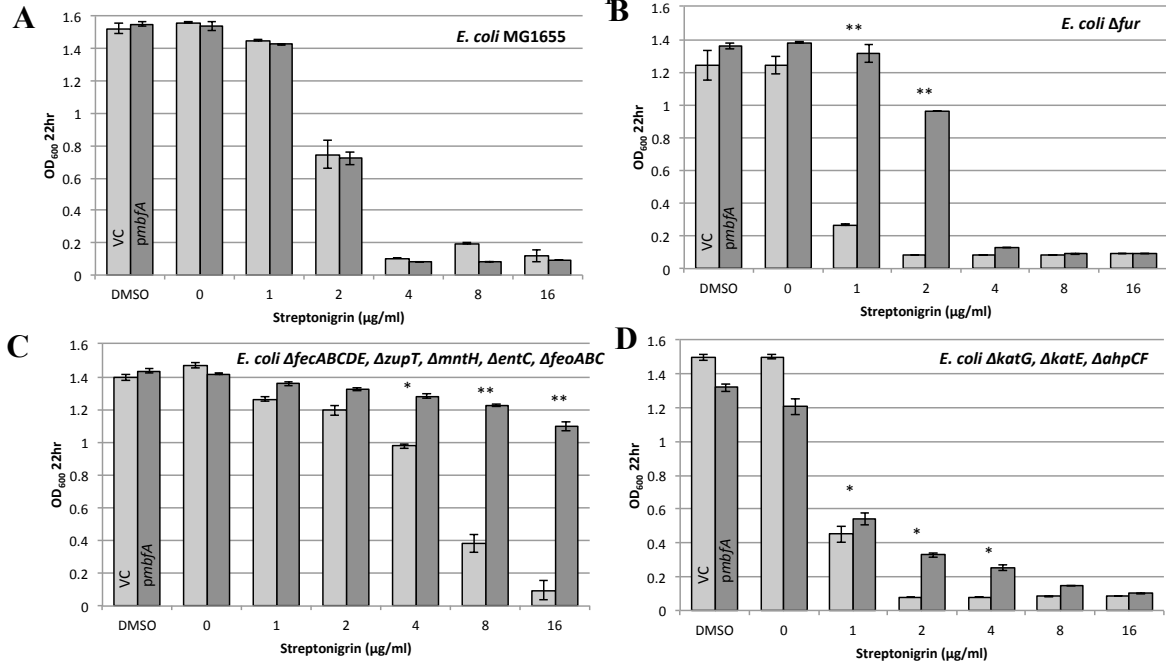 A
E. coli MG1655
OD600 22hr
1.6
1.4
1.2
1
0.8
0.6
0.4
0.2
0
VC
pmbfA
DMSO 0 1 2 4 8 16
Streptonigrin (µg/ml)
B
E. coli Δfur
OD600 22hr
1.6
1.4
1.2
1
0.8
0.6
0.4
0.2
0
**
**
VC
pmbfA
DMSO 0 1 2 4 8 16
Streptonigrin (µg/ml)
C
E. coli ΔfecABCDE, ΔzupT, ΔmntH, ΔentC, ΔfeoABC
OD600 22hr
1.6
1.4
1.2
1
0.8
0.6
0.4
0.2
0
* ** **
VC
pmbfA
DMSO 0 1 2 4 8 16
Streptonigrin (µg/ml)
D
E. coli ΔkatG, ΔkatE, ΔahpCF
OD600 22hr
1.6
1.4
1.2
1
0.8
0.6
0.4
0.2
0
*
* *
VC
pmbfA
DMSO 0 1 2 4 8 16
Streptonigrin (µg/ml)